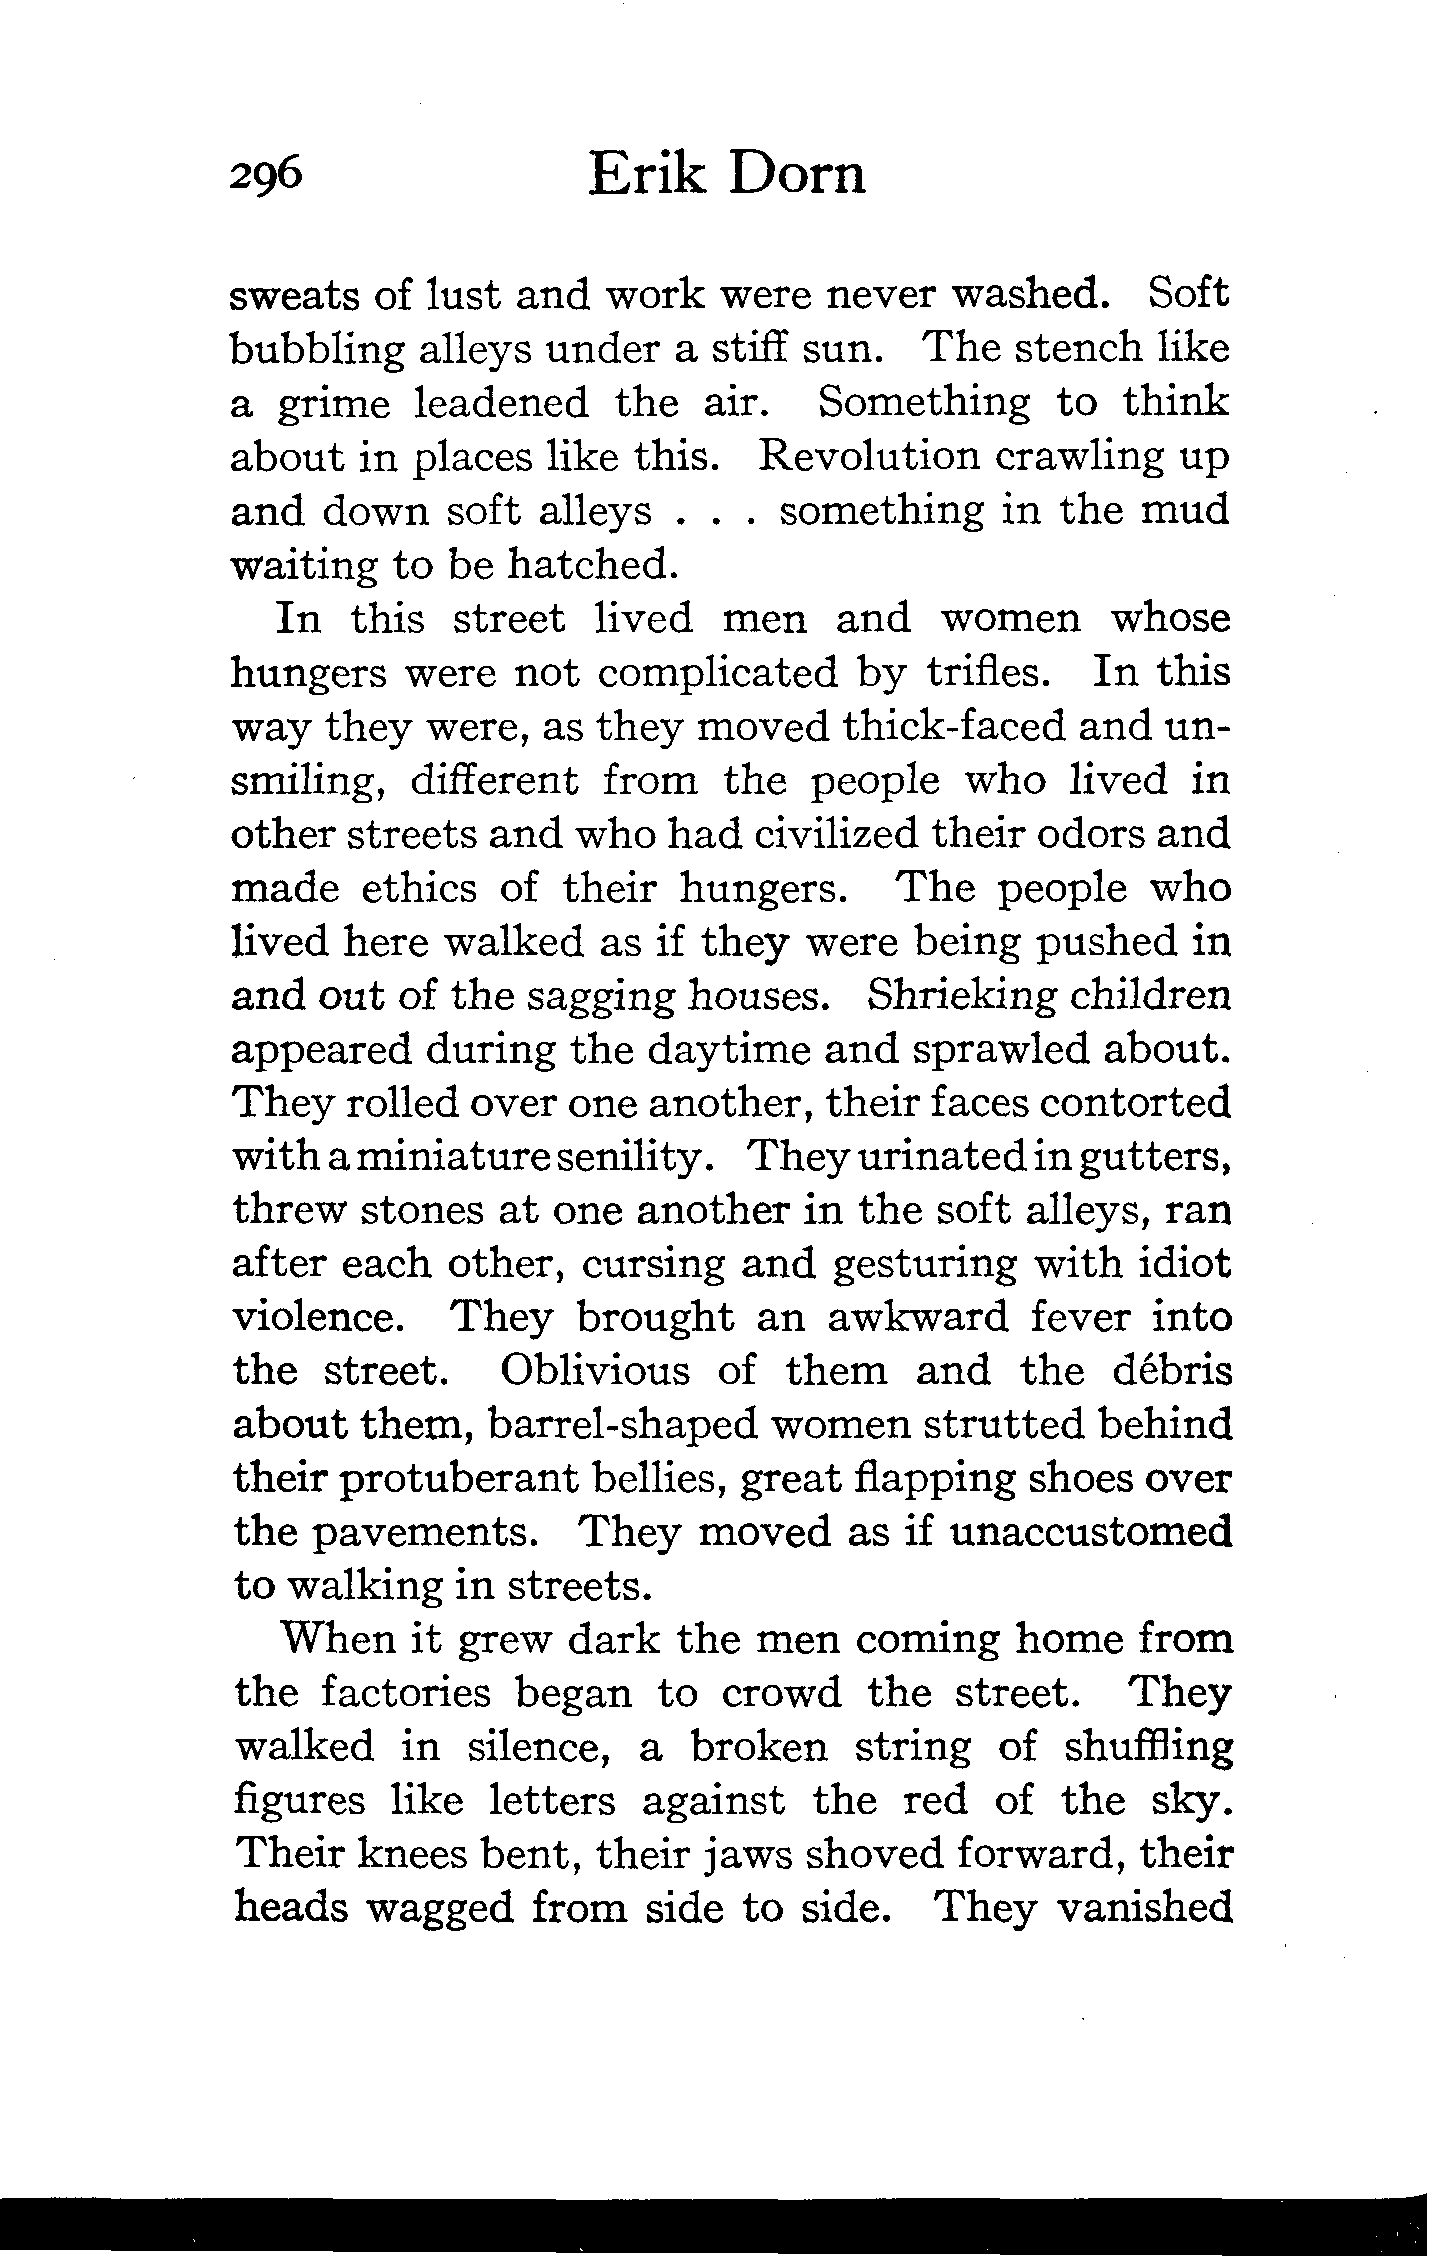 296 Erik Dorn
sweats of lust and work were never washed. Soft
bubbling alleys under a stiff sun. The stench like
a grime leadened the air. Something to think
about in places like this. Revolution crawling up
and down soft alleys . . . something in the mud
waiting to be hatched.
In this street lived men and women whose
hungers were not complicated by trifles. In this
way they were, as they moved thick-faced and un-
smiling, different from the people who lived in
other streets and who had civilized their odors and
made ethics of their hungers. The people who
lived here walked as if they were being pushed in
and out of the sagging houses. Shrieking children
appeared during the daytime and sprawled about.
They rolled over one another, their faces contorted
with a miniature senility. They urinated in gutters,
threw stones at one another in the soft alleys, ran
after each other, cursing and gesturing with idiot
violence. They brought an awkward fever into
the street. Oblivious of them and the débris
about them, barrel-shaped women strutted behind
their protuberant bellies, great flapping shoes over
the pavements. They moved as if unaccustomed
to walking in streets.
When it grew dark the men coming home from
the factories began to crowd the street. They
walked in silence, a broken string of shuffling
figures like letters against the red of the sky.
Their knees bent, their jaws shoved forward, their
heads wagged from side to side. They vanished